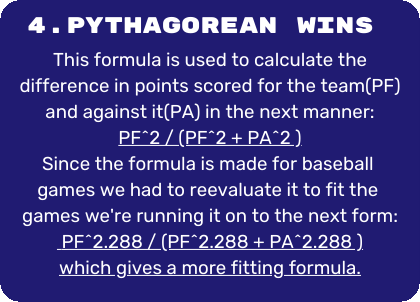 4.PYTHAGOREAN WINS
This formula is used to calculate the
difference in points scored for the team(PF)
and against it(PA) in the next manner:
PF^2 / (PF^2 + PA^2 )
Since the formula is made for baseball
games we had to reevaluate it to fit the
games we're running it on to the next form:
PF^2.288 / (PF^2.288 + PA^2.288 )
which gives a more fitting formula.